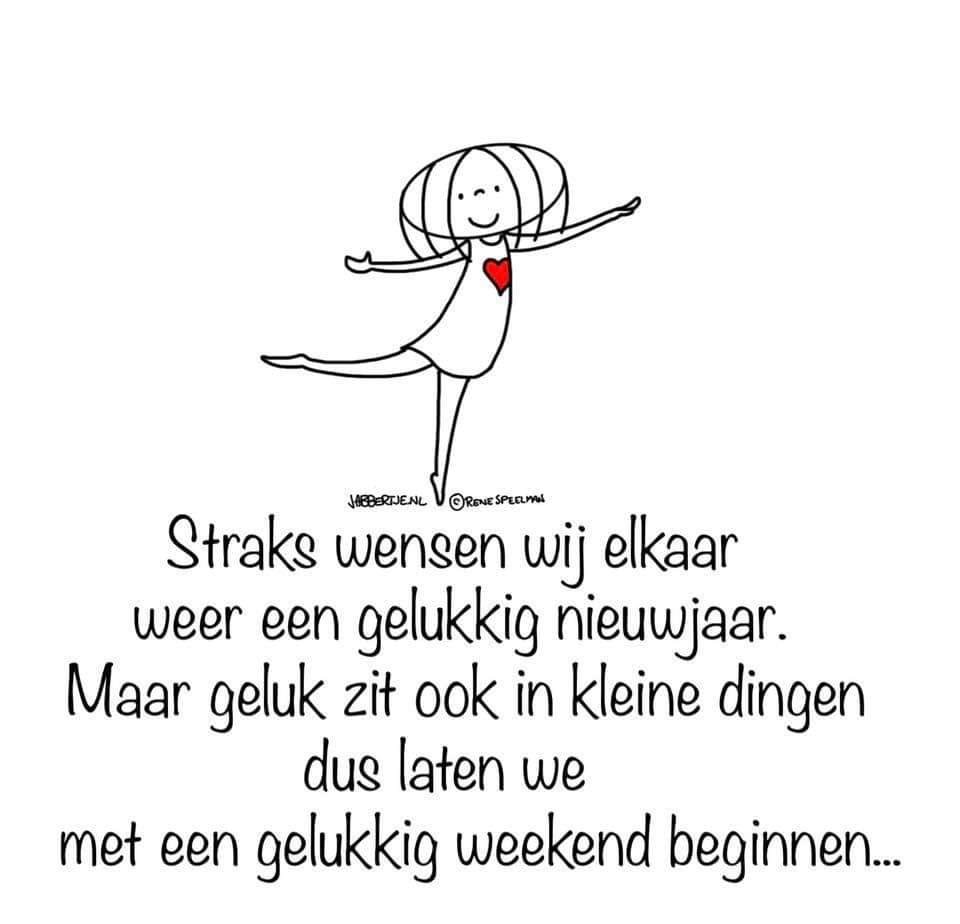 JABBERTJE.NL ©RENE SPEELMAN
Straks wensen wij elkaar
weer een gelukkig nieuwjaar.
Maar geluk zit ook in kleine dingen
dus laten we
met een gelukkig weekend beginnen...